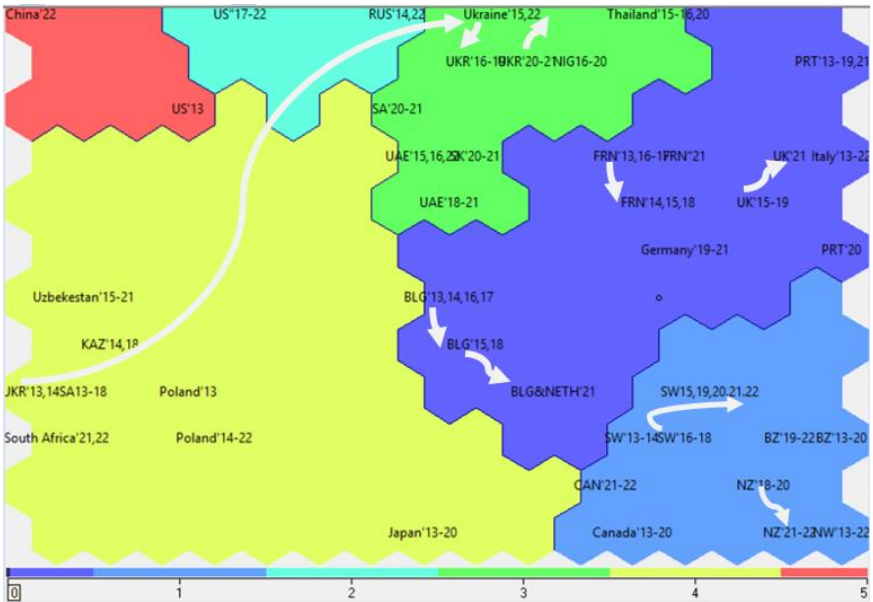 China'22 US"17-22 RUS'14,22 Ukraine'15,22 Thailand'15-16,20
UKR'16-19 UKR'20-21 NIG16-20 PRT'13-19,21
US'13 SA'20-21
UAE'15,16,22 SK'20-21 FRN'13,16-17 FRN"21 UK'21 Italy'13-22
UAE'18-21 FRN'14,15,18 UK'15-19
Germany'19-21 PRT'20
Uzbekestan'15-21 BLG'13,14,16,17
KAZ'14,18 BLG'15,18
UKR'13,14 SA13-18 Poland'13 BLG&NETH'21 SW15,19,20,21,22
South Africa'21,22 Poland'14-22 SW'13-14 SW'16-18 BZ'19-22 BZ'13-20
CAN'21-22 NZ'18-20
Japan'13-20 Canada'13-20 NZ'21-22 NW'13-22
0 1 2 3 4 5